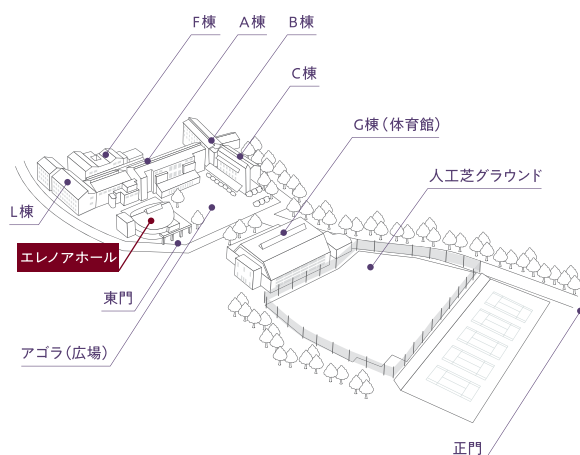 F棟
A棟
B棟
C棟
G棟（体育館）
人工芝グラウンド
L棟
エレノアホール
東門
アゴラ（広場）
正門